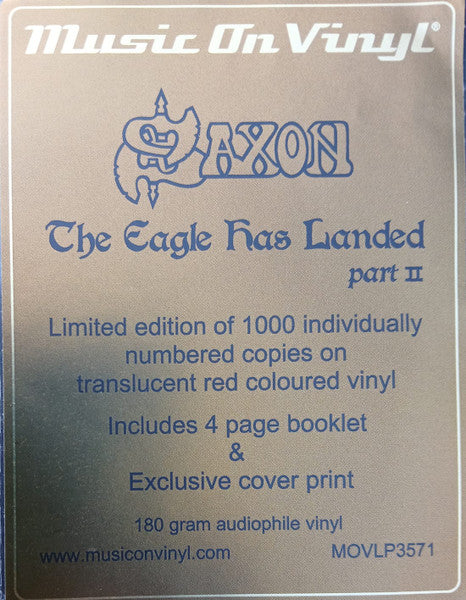 Music On Vinyl®
SAXON
The Eagle Has Landed
part II
Limited edition of 1000 individually
numbered copies on
translucent red coloured vinyl
Includes 4 page booklet
&
Exclusive cover print
180 gram audiophile vinyl
www.musiconvinyl.com MOVLP3571